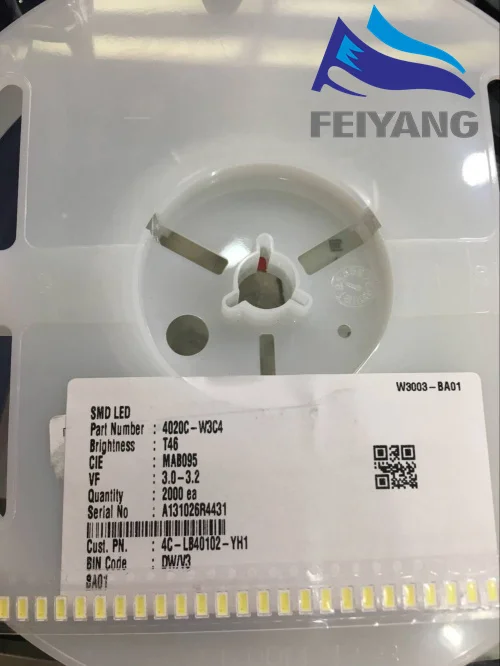 FEIYANG
W3003-BA01
SMD LED
Part Number : 4020C-W3C4
Brightness : T46
CIE : MAB095
VF : 3.0-3.2
Quantity : 2000 ea
Serial No : A131026R4431
Cust. PN. : 4C-LB40102-YH1
BIN Code : DW/V3
BA01